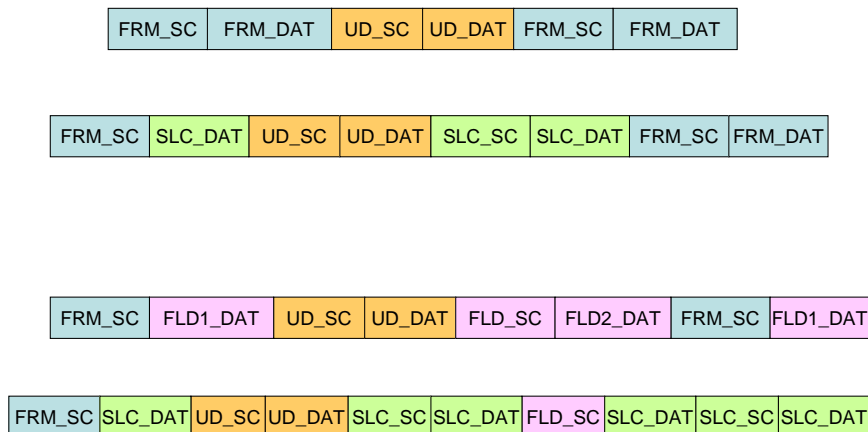 FRM_SC FRM_DAT UD_SC UD_DAT FRM_SC FRM_DAT
FRM_SC SLC_DAT UD_SC UD_DAT SLC_SC SLC_DAT FRM_SC FRM_DAT
FRM_SC FLD1_DAT UD_SC UD_DAT FLD_SC FLD2_DAT FRM_SC FLD1_DAT
FRM_SC SLC_DAT UD_SC UD_DAT SLC_SC SLC_DAT FLD_SC SLC_DAT SLC_SC SLC_DAT